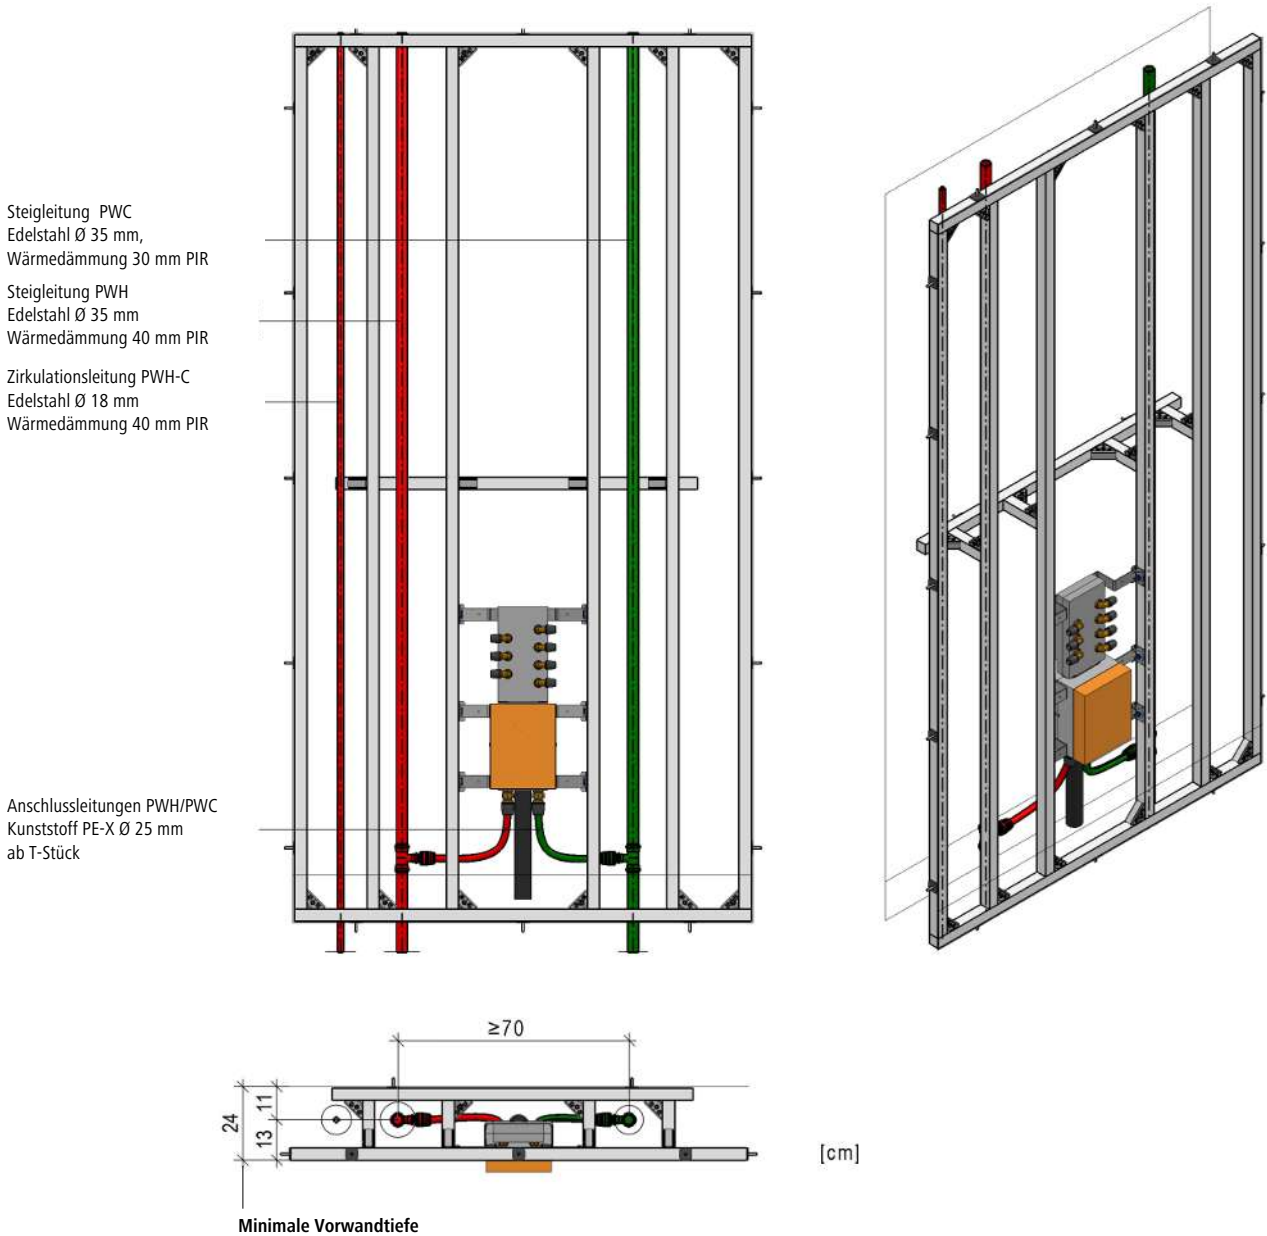 Steigleitung PWC
Edelstahl Ø 35 mm,
Wärmedämmung 30 mm PIR
Steigleitung PWH
Edelstahl Ø 35 mm
Wärmedämmung 40 mm PIR
Zirkulationsleitung PWH-C
Edelstahl Ø 18 mm
Wärmedämmung 40 mm PIR
Anschlussleitungen PWH/PWC
Kunststoff PE-X Ø 25 mm
ab T-Stück
≥70
24
11
13
[cm]
Minimale Vorwandtiefe